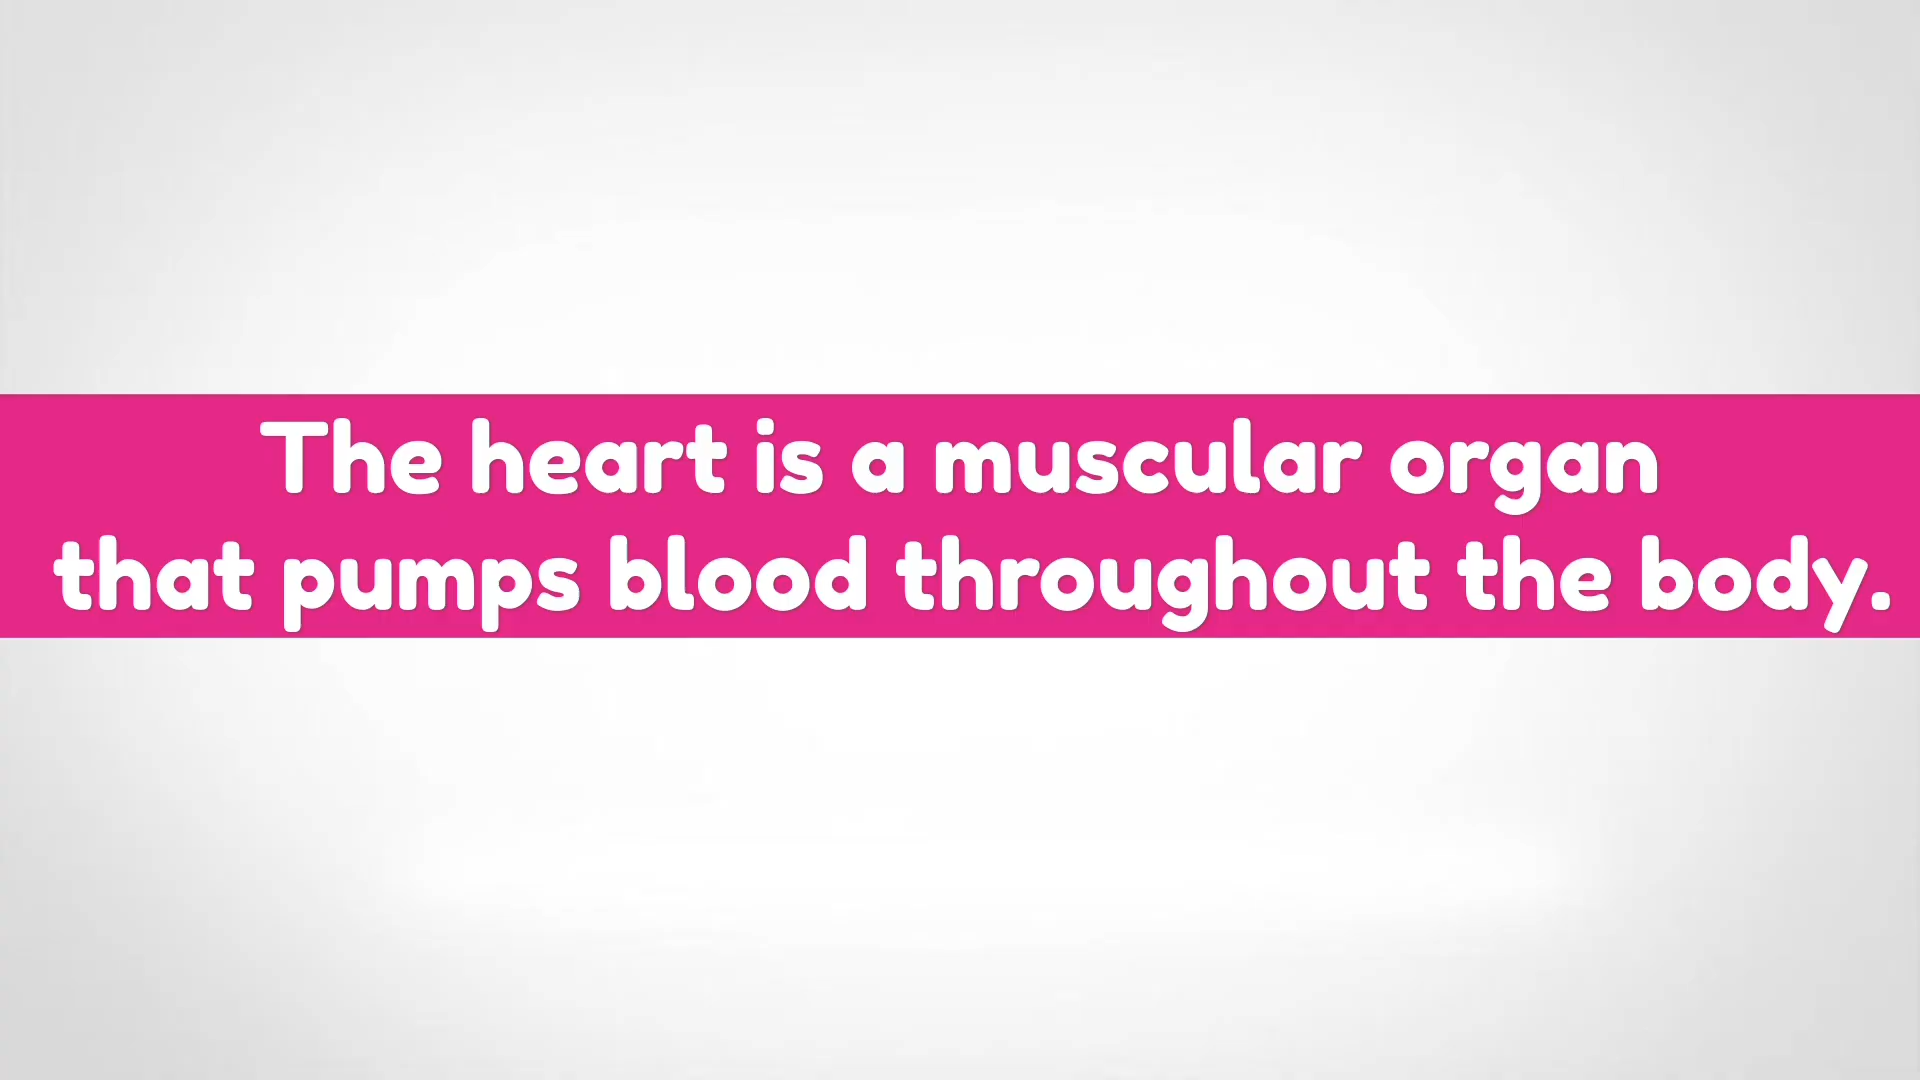 The heart is a muscular organ
that pumps blood throughout the body.